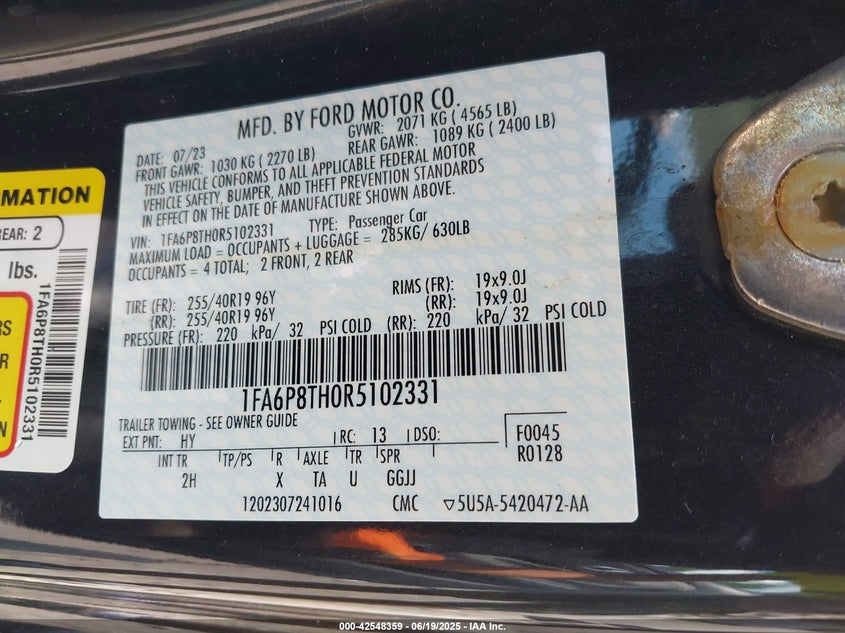 MFD. BY FORD MOTOR CO.
DATE: 07/23 GVWR: 2071 KG ( 4565 LB)
FRONT GAWR: 1030 KG ( 2270 LB) REAR GAWR: 1089 KG ( 2400 LB)
THIS VEHICLE CONFORMS TO ALL APPLICABLE FEDERAL MOTOR
VEHICLE SAFETY, BUMPER, AND THEFT PREVENTION STANDARDS
IN EFFECT ON THE DATE OF MANUFACTURE SHOWN ABOVE.
VIN: 1FA6P8TH0R5102331 TYPE: Passenger Car
MAXIMUM LOAD = OCCUPANTS + LUGGAGE = 285KG/ 630LB
OCCUPANTS = 4 TOTAL; 2 FRONT, 2 REAR
TIRE (FR): 255/40R19 96Y RIMS (FR): 19x9.0J
(RR): 255/40R19 96Y (RR): 19x9.0J
PRESSURE (FR): 220 kPa/ 32 PSI COLD (RR): 220 kPa/ 32 PSI COLD
1FA6P8TH0R5102331
TRAILER TOWING - SEE OWNER GUIDE
EXT PNT: HY RC: 13 DSO: F0045
R0128
INT TR TP/PS R AXLE TR SPR
2H X TA U GGJJ
1202307241016 CMC ▽5U5A-5420472-AA
MATION
REAR: 2
lbs.
RS
R
.
N
1FA6P8TH0R5102331
000-42548359 - 06/19/2025 - IAA Inc.